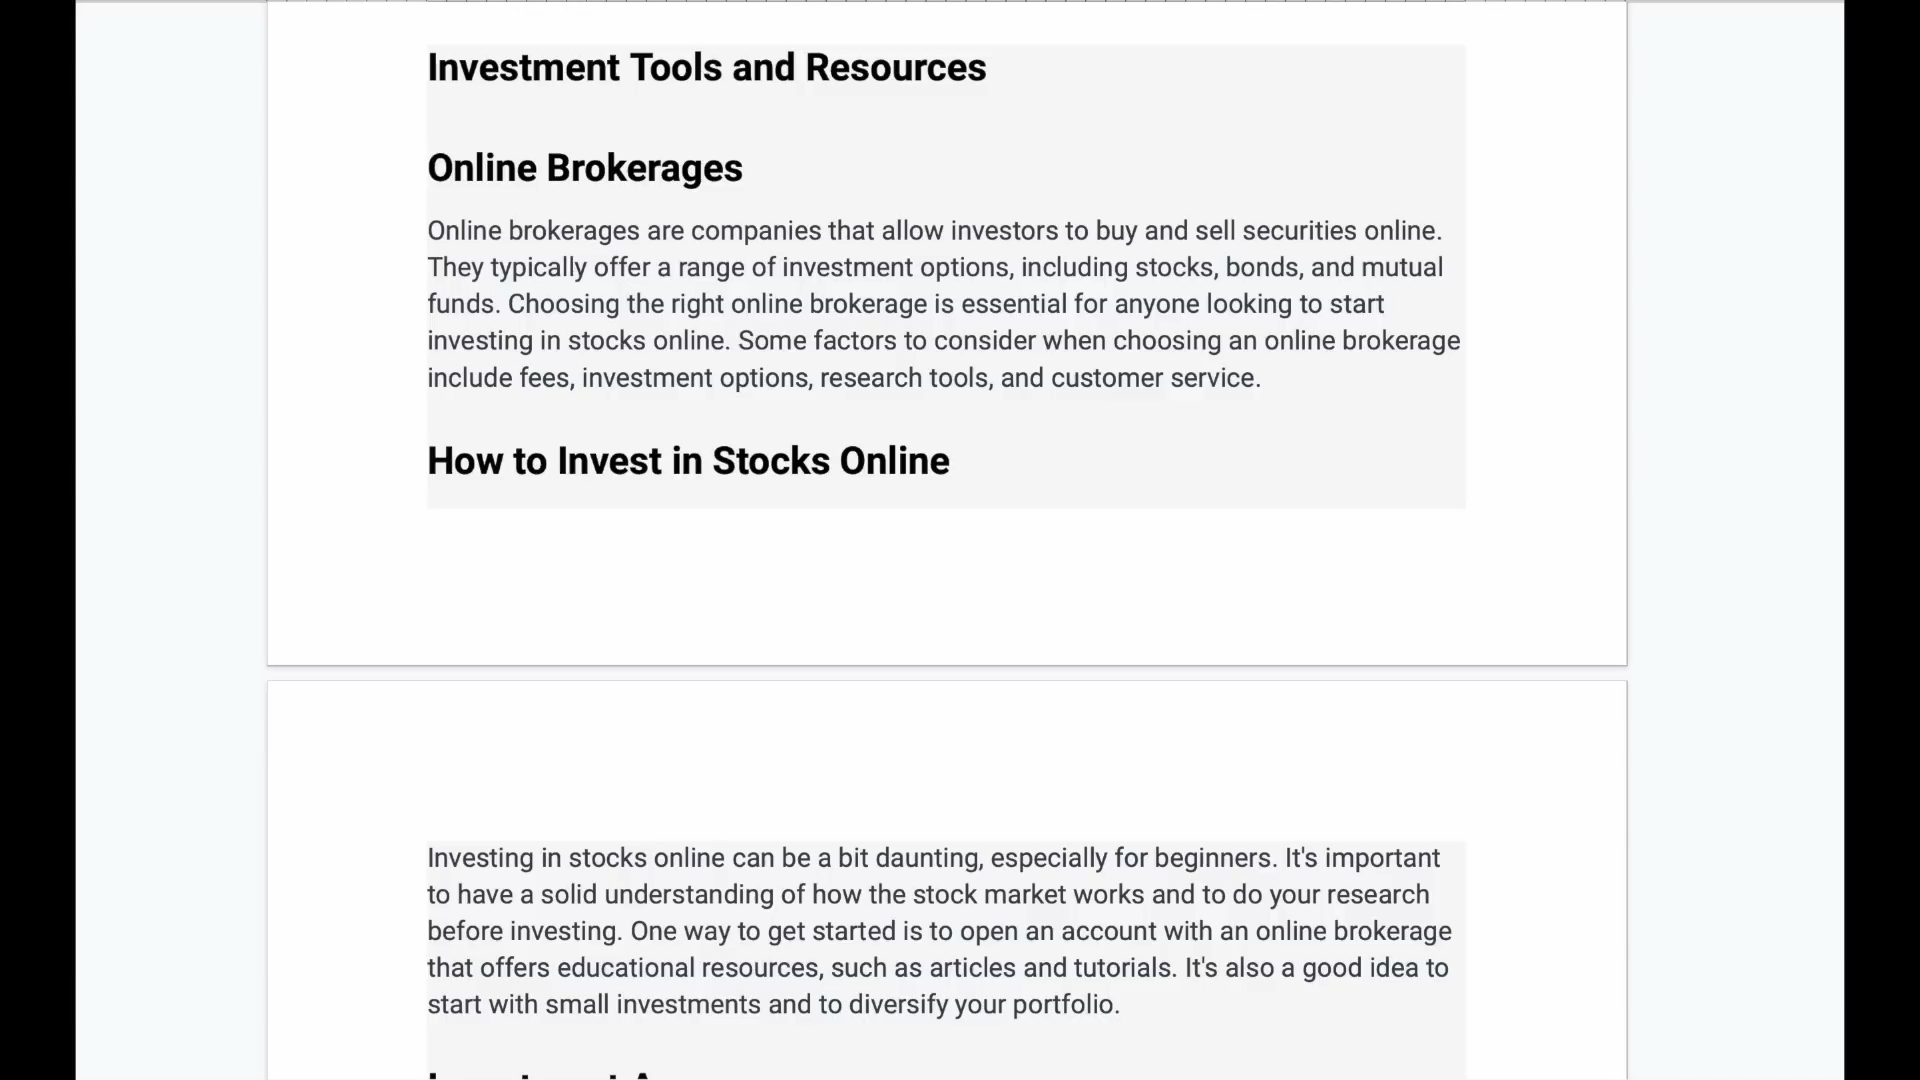 Investment Tools and Resources
Online Brokerages
Online brokerages are companies that allow investors to buy and sell securities online.
They typically offer a range of investment options, including stocks, bonds, and mutual
funds. Choosing the right online brokerage is essential for anyone looking to start
investing in stocks online. Some factors to consider when choosing an online brokerage
include fees, investment options, research tools, and customer service.
How to Invest in Stocks Online
Investing in stocks online can be a bit daunting, especially for beginners. It's important
to have a solid understanding of how the stock market works and to do your research
before investing. One way to get started is to open an account with an online brokerage
that offers educational resources, such as articles and tutorials. It's also a good idea to
start with small investments and to diversify your portfolio.